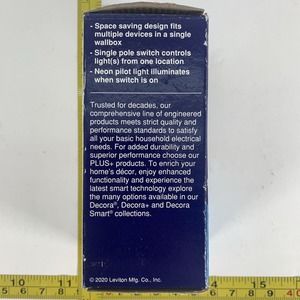 - Space saving design fits
multiple devices in a single
wallbox
- Single pole switch controls
light(s) from one location
- Neon pilot light illuminates
when switch is on
Trusted for decades, our
comprehensive line of engineered
products meets strict quality and
performance standards to satisfy
all your basic household electrical
needs. For added durability and
superior performance choose our
PLUS+ products. To enrich your
home's décor, enjoy enhanced
functionality and experience the
latest smart technology explore
the many options available in our
Decora®, Decora+ and Decora
Smart® collections.
© 2020 Leviton Mfg. Co., Inc.